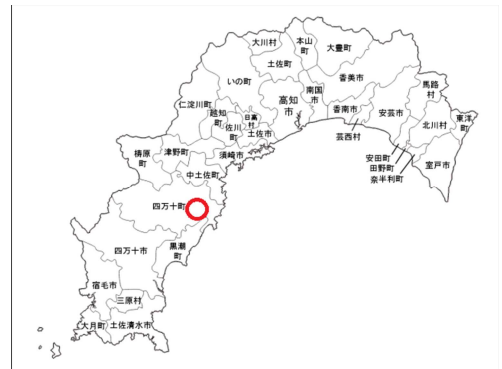 大川村
本山
町
大豊町
土佐町
いの町
香美市
馬路
村
仁淀川町
越知
町
日高
村
高知
市
南国
市
香南市
安芸市
東洋
町
北川村
佐川
町
土佐市
芸西村
梼原
町
津野町
須崎市
安田町
田野町
奈半利町
室戸市
中土佐町
四万十町
四万十市
黒潮
町
宿毛市
三原村
大月町
土佐清水市